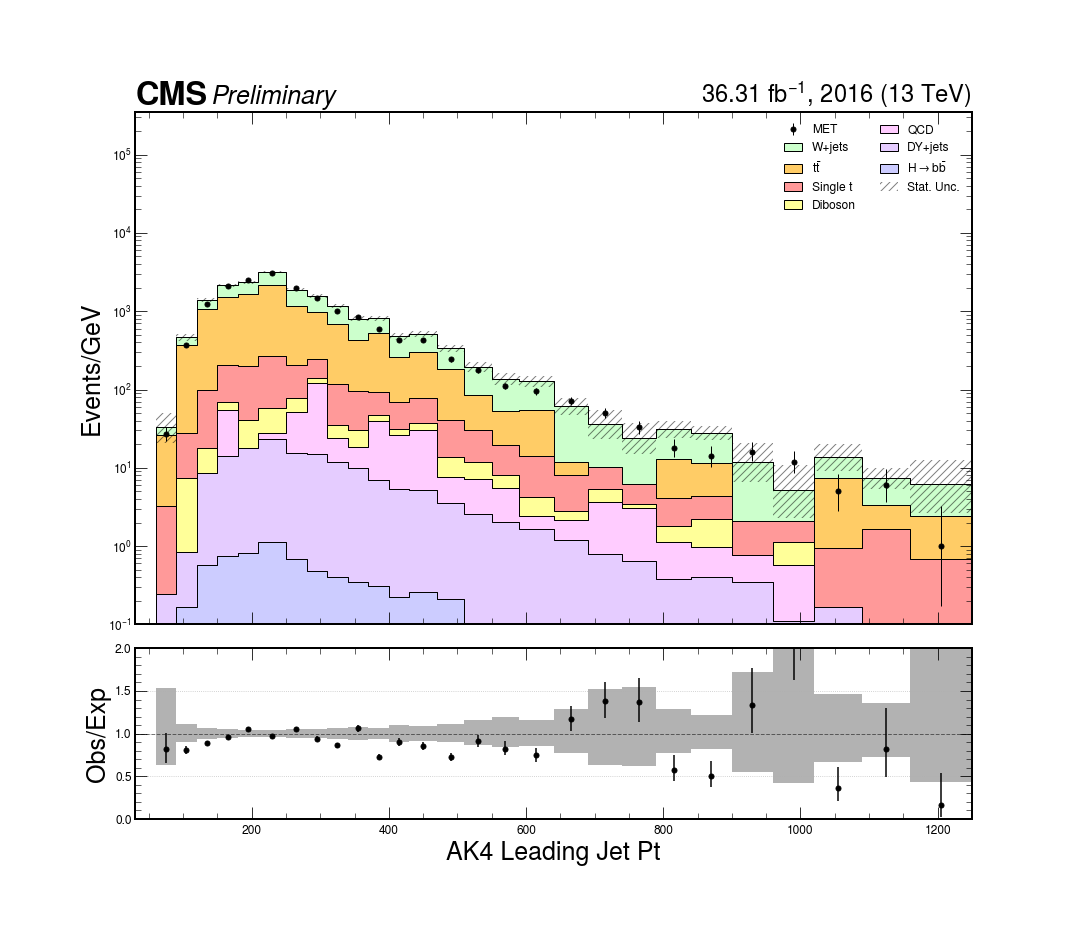 CMS Preliminary
36.31 fb⁻¹, 2016 (13 TeV)
MET
W+jets
tt̄
Single t
Diboson
QCD
DY+jets
H→bb̄
Stat. Unc.
Events/GeV
10⁵
10⁴
10³
10²
10¹
10⁰
10⁻¹
Obs/Exp
2.0
1.5
1.0
0.5
0.0
200 400 600 800 1000 1200
AK4 Leading Jet Pt